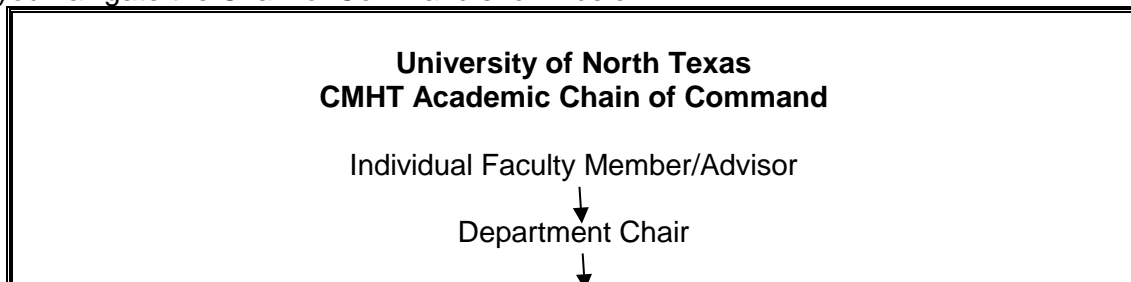 University of North Texas
CMHT Academic Chain of Command
Individual Faculty Member/Advisor
Department Chair